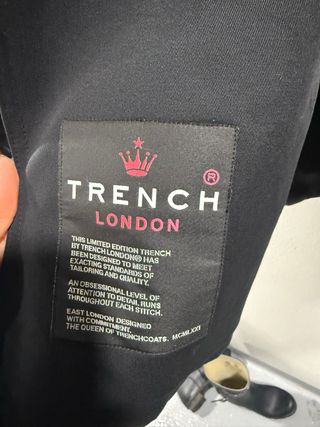 TRENCH ®
LONDON
THIS LIMITED EDITION TRENCH
BY TRENCH LONDON® HAS
BEEN DESIGNED TO MEET
EXACTING STANDARDS OF
TAILORING AND QUALITY.
AN OBSESSIONAL LEVEL OF
ATTENTION TO DETAIL RUNS
THROUGHOUT EACH STITCH.
EAST LONDON DESIGNED
WITH COMMITMENT.
THE QUEEN OF TRENCHCOATS. MCMLXXX